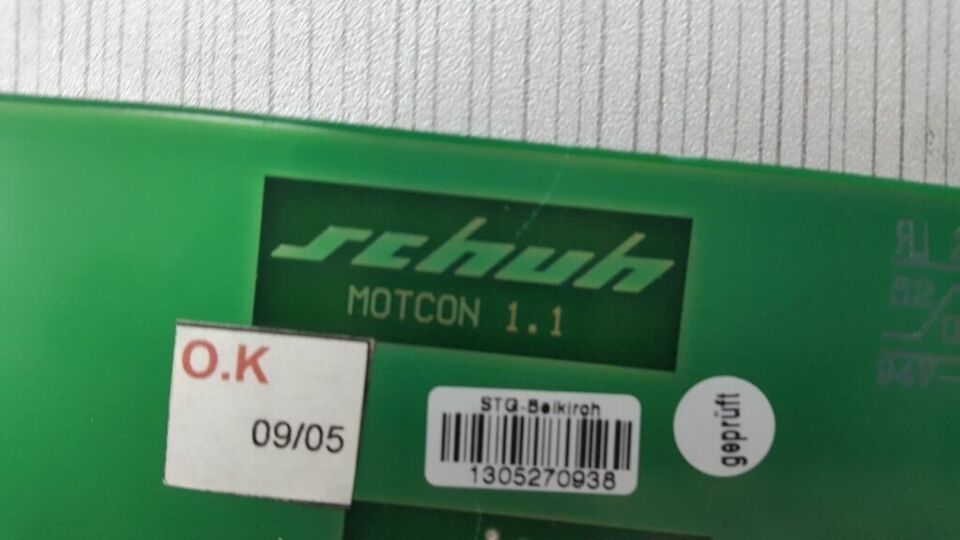 schuh
MOTCON 1.1
O.K
09/05
STG-Beikirch
1305270938
geprüft